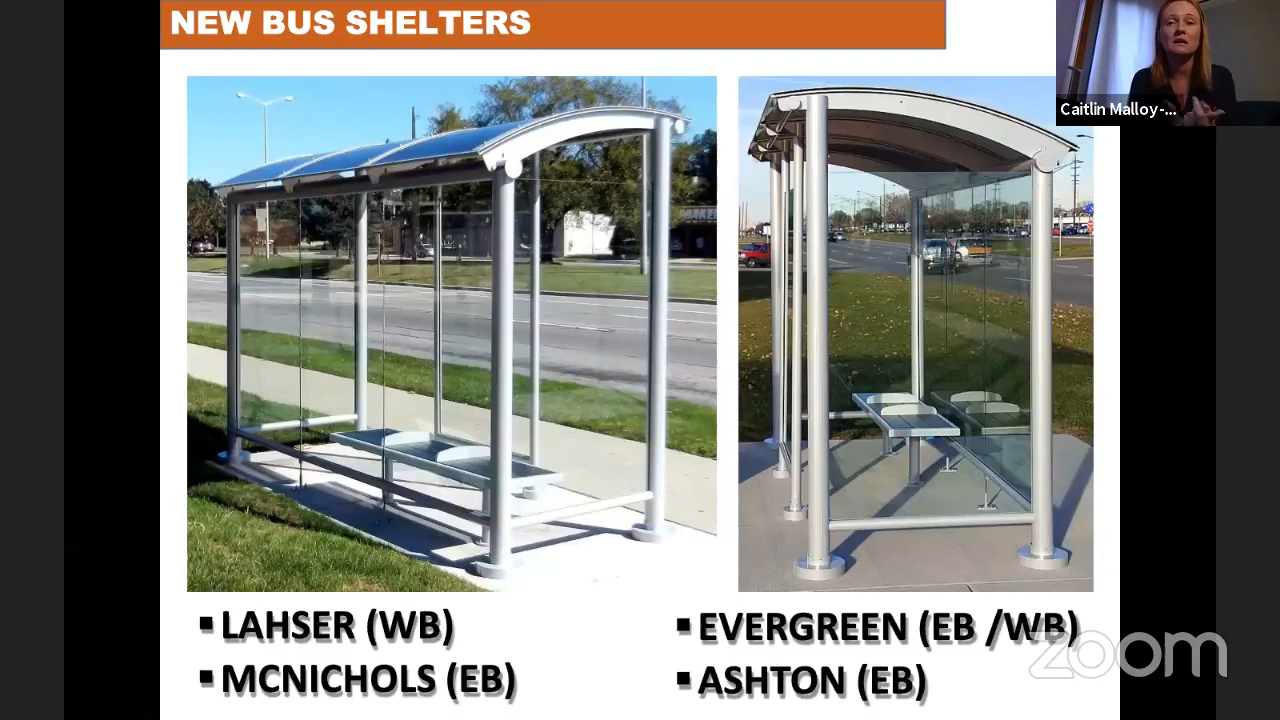 NEW BUS SHELTERS
Caitlin Malloy-...
▪ LAHSER (WB)
▪ MCNICHOLS (EB)
▪ EVERGREEN (EB /WB)
▪ ASHTON (EB)
zoom